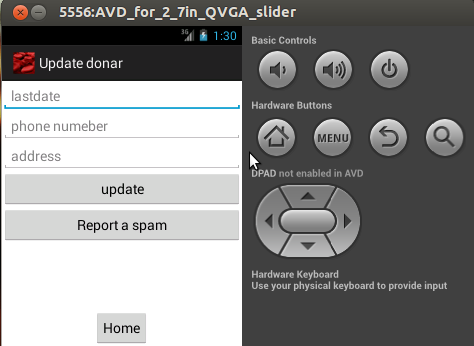 5556:AVD_for_2_7in_QVGA_slider
3G 1:30
Update donar
lastdate
phone numeber
address
update
Report a spam
Home
Basic Controls
Hardware Buttons
MENU
DPAD not enabled in AVD
Hardware Keyboard
Use your physical keyboard to provide input